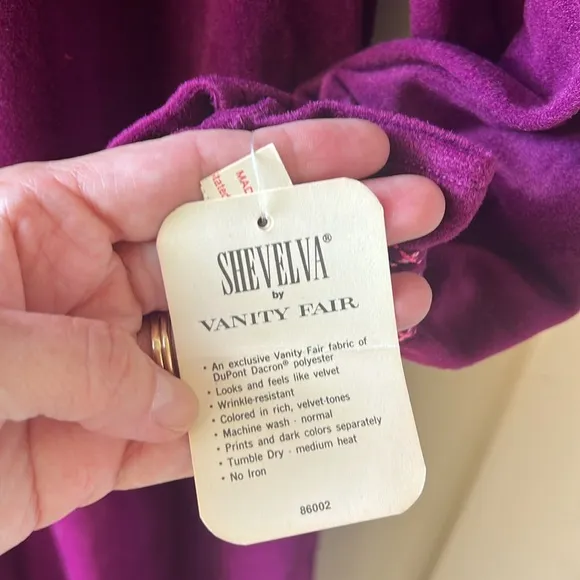 MAD
States
SHEVELVA®
by
VANITY FAIR
• An exclusive Vanity Fair fabric of
DuPont Dacron® polyester
• Looks and feels like velvet
• Wrinkle-resistant
• Colored in rich, velvet-tones
• Machine wash - normal
• Prints and dark colors separately
• Tumble Dry - medium heat
• No Iron
86002